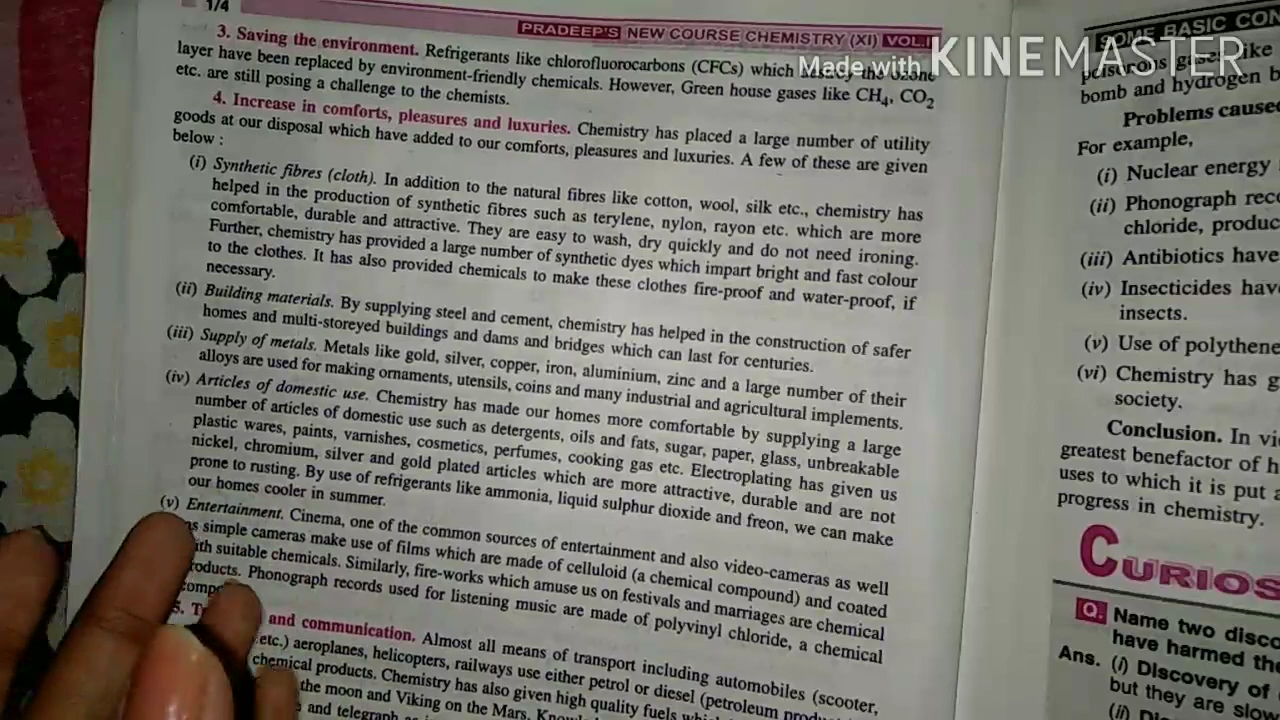 1/4
PRADEEP'S NEW COURSE CHEMISTRY (XI) VOL.I
Made with KINEMASTER
3. Saving the environment. Refrigerants like chlorofluorocarbons (CFCs) which destroy the ozone
layer have been replaced by environment-friendly chemicals. However, Green house gases like CH4, CO2
etc. are still posing a challenge to the chemists.
4. Increase in comforts, pleasures and luxuries. Chemistry has placed a large number of utility
goods at our disposal which have added to our comforts, pleasures and luxuries. A few of these are given
below :
(i) Synthetic fibres (cloth). In addition to the natural fibres like cotton, wool, silk etc., chemistry has
helped in the production of synthetic fibres such as terylene, nylon, rayon etc. which are more
comfortable, durable and attractive. They are easy to wash, dry quickly and do not need ironing.
Further, chemistry has provided a large number of synthetic dyes which impart bright and fast colour
to the clothes. It has also provided chemicals to make these clothes fire-proof and water-proof, if
necessary.
(ii) Building materials. By supplying steel and cement, chemistry has helped in the construction of safer
homes and multi-storeyed buildings and dams and bridges which can last for centuries.
(iii) Supply of metals. Metals like gold, silver, copper, iron, aluminium, zinc and a large number of their
alloys are used for making ornaments, utensils, coins and many industrial and agricultural implements.
(iv) Articles of domestic use. Chemistry has made our homes more comfortable by supplying a large
number of articles of domestic use such as detergents, oils and fats, sugar, paper, glass, unbreakable
plastic wares, paints, varnishes, cosmetics, perfumes, cooking gas etc. Electroplating has given us
nickel, chromium, silver and gold plated articles which are more attractive, durable and are not
prone to rusting. By use of refrigerants like ammonia, liquid sulphur dioxide and freon, we can make
our homes cooler in summer.
(v) Entertainment. Cinema, one of the common sources of entertainment and also video-cameras as well
as simple cameras make use of films which are made of celluloid (a chemical compound) and coated
with suitable chemicals. Similarly, fire-works which amuse us on festivals and marriages are chemical
products. Phonograph records used for listening music are made of polyvinyl chloride, a chemical
comp
5. T and communication. Almost all means of transport including automobiles (scooter,
etc.) aeroplanes, helicopters, railways use either petrol or diesel (petroleum
chemical products. Chemistry has also given high quality fuels
the moon and Viking on the Mars.
and telegraph
SOME BASIC CON
poisonous gases like
bomb and hydrogen b
Problems cause
For example,
(i) Nuclear energy
(ii) Phonograph rec
chloride, produc
(iii) Antibiotics have
(iv) Insecticides hav
insects.
(v) Use of polythene
(vi) Chemistry has g
society.
Conclusion. In vi
greatest benefactor of h
uses to which it is put a
progress in chemistry.
CURIOS
Q. Name two disco
have harmed the
Ans. (i) Discovery of
but they are slow
(ii) Di